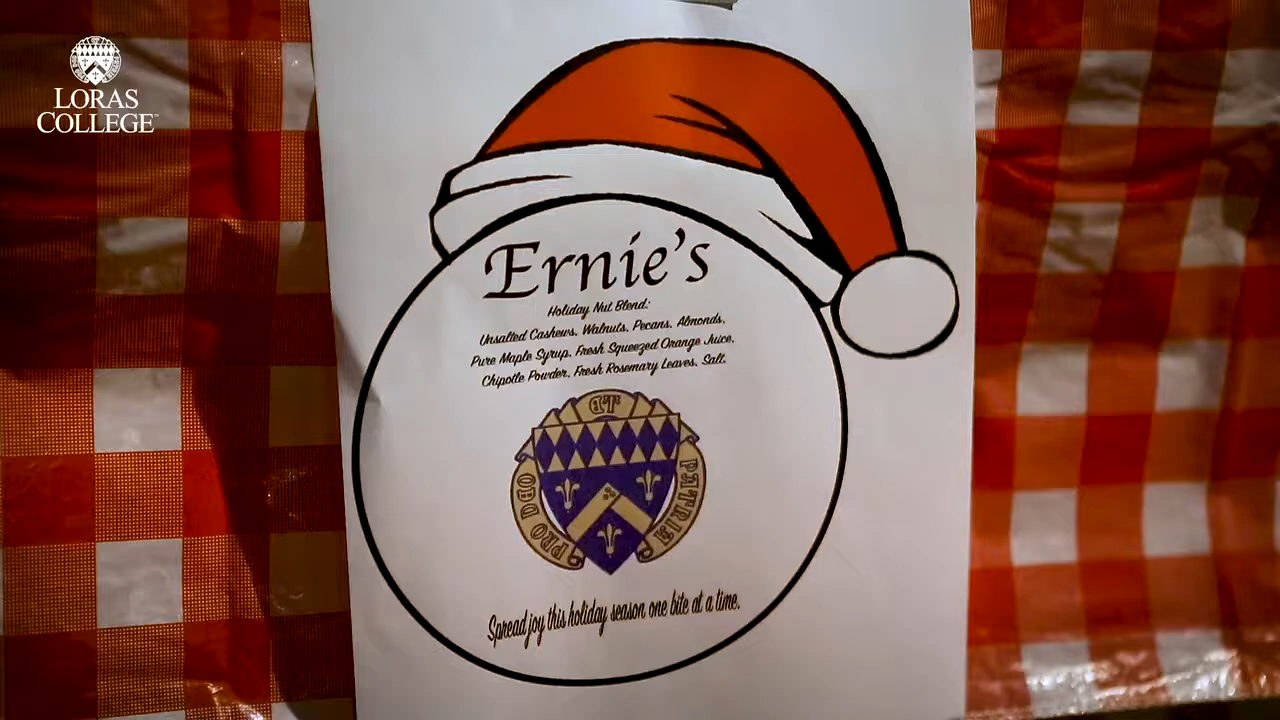 LORAS
COLLEGE
Ernie's
Holiday Nut Blend:
Unsalted Cashews, Walnuts, Pecans, Almonds,
Pure Maple Syrup, Fresh Squeezed Orange Juice,
Chipotle Powder, Fresh Rosemary Leaves, Salt.
PRO DEO ET PATRIA
Spread joy this holiday season one bite at a time.